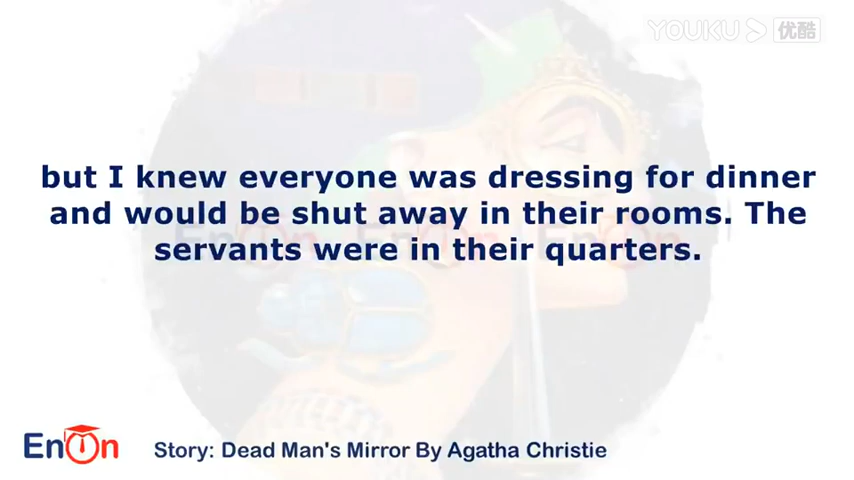 YOUKU 优酷
but I knew everyone was dressing for dinner
and would be shut away in their rooms. The
servants were in their quarters.
EnOn
Story: Dead Man's Mirror By Agatha Christie